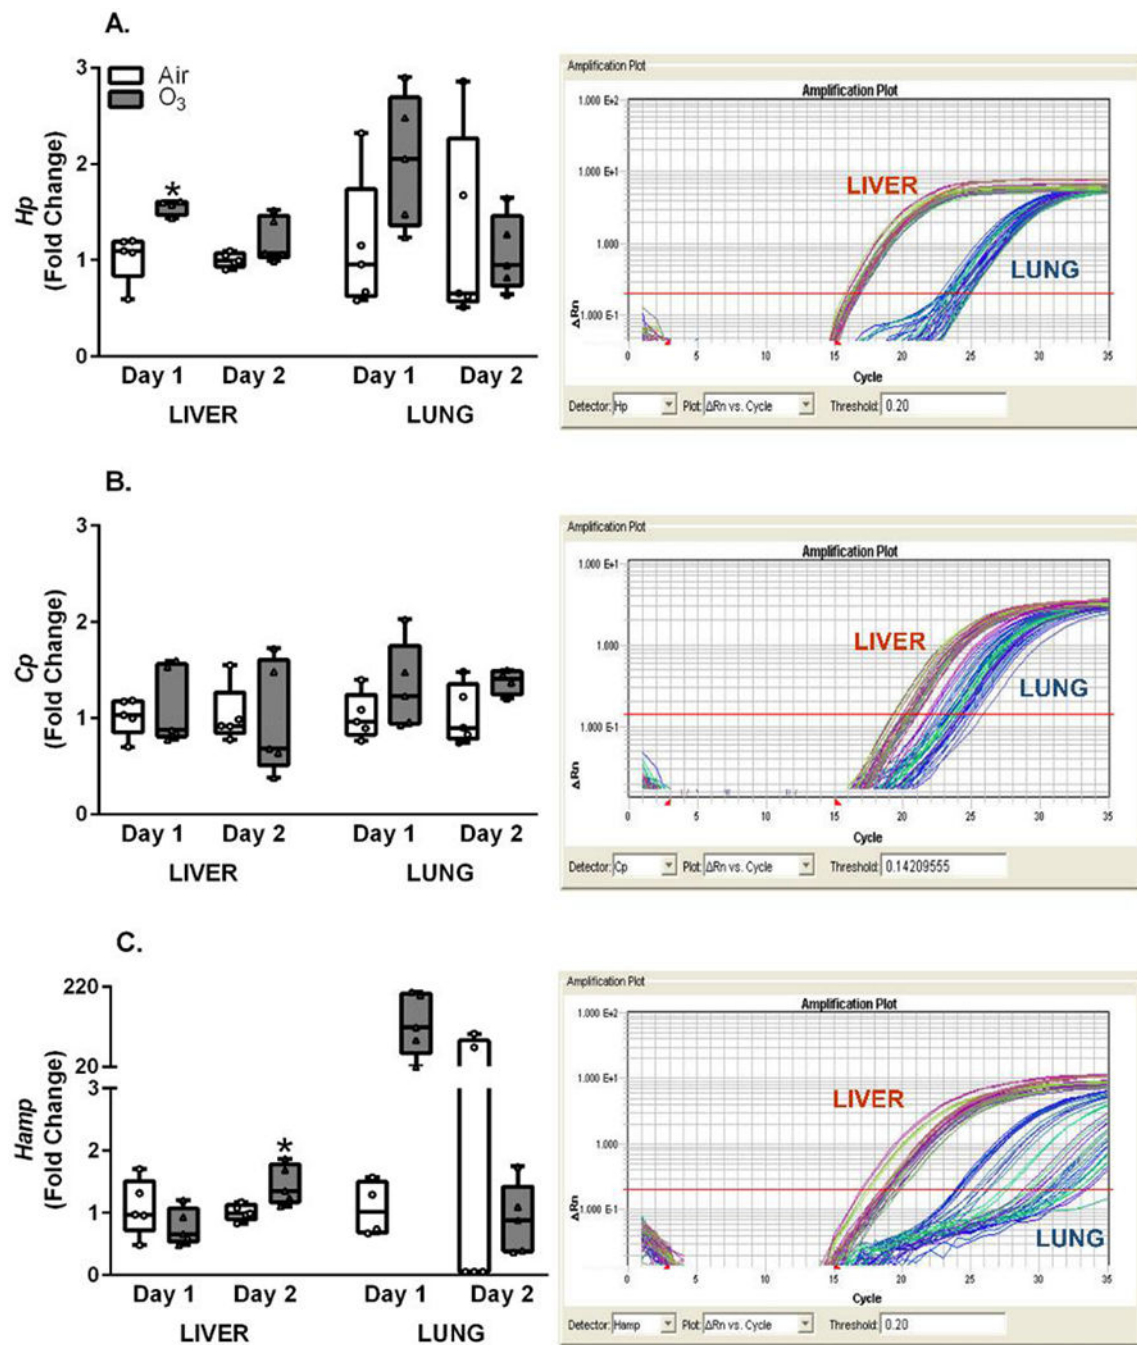 A.
3
2
1
0
Hp
(Fold Change)
Air
O3
*
Day 1 Day 2 Day 1 Day 2
LIVER LUNG
Amplification Plot
Amplification Plot
1.000 E+2
1.000 E+1
1.000
1.000 E-1
ΔRn
LIVER
LUNG
0 5 10 15 20 25 30 35
Cycle
Detector: Hp Plot: ΔRn vs. Cycle Threshold: 0.20
B.
3
2
1
0
Cp
(Fold Change)
Day 1 Day 2 Day 1 Day 2
LIVER LUNG
Amplification Plot
Amplification Plot
1.000 E+1
1.000
1.000 E-1
ΔRn
LIVER
LUNG
0 5 10 15 20 25 30 35
Cycle
Detector: Cp Plot: ΔRn vs. Cycle Threshold: 0.14209555
C.
220
20
3
2
1
0
Hamp
(Fold Change)
*
Day 1 Day 2 Day 1 Day 2
LIVER LUNG
Amplification Plot
Amplification Plot
1.000 E+2
1.000 E+1
1.000
1.000 E-1
ΔRn
LIVER
LUNG
0 5 10 15 20 25 30 35
Cycle
Detector: Hamp Plot: ΔRn vs. Cycle Threshold: 0.20